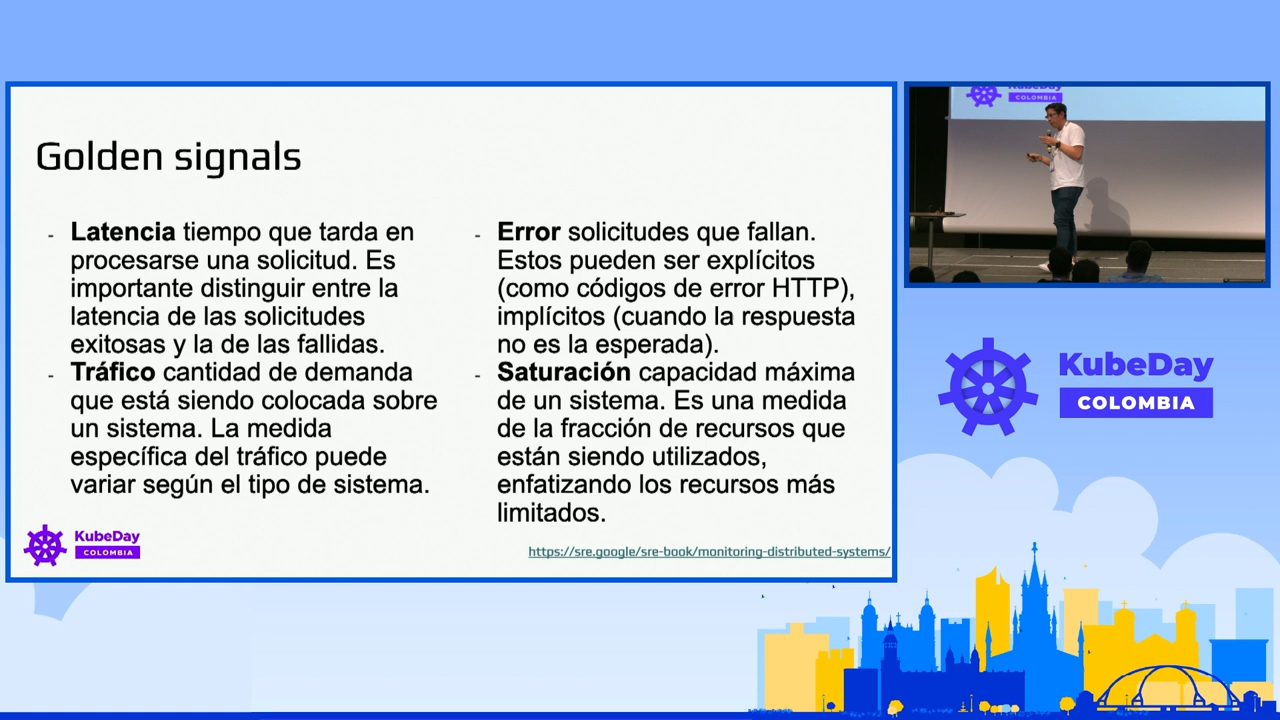 Golden signals
- Latencia tiempo que tarda en
procesarse una solicitud. Es
importante distinguir entre la
latencia de las solicitudes
exitosas y la de las fallidas.
- Tráfico cantidad de demanda
que está siendo colocada sobre
un sistema. La medida
específica del tráfico puede
variar según el tipo de sistema.
- Error solicitudes que fallan.
Estos pueden ser explícitos
(como códigos de error HTTP),
implícitos (cuando la respuesta
no es la esperada).
- Saturación capacidad máxima
de un sistema. Es una medida
de la fracción de recursos que
están siendo utilizados,
enfatizando los recursos más
limitados.
KubeDay
COLOMBIA
https://sre.google/sre-book/monitoring-distributed-systems/
KubeDay
COLOMBIA
KubeDay
COLOMBIA